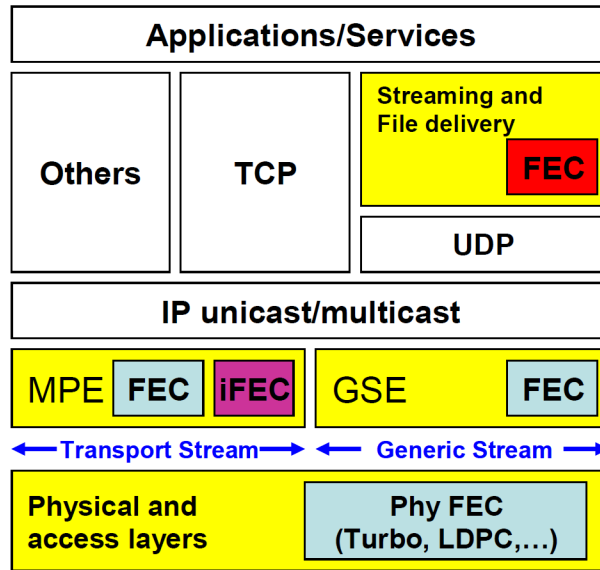 Applications/Services
Others
TCP
Streaming and
File delivery
FEC
UDP
IP unicast/multicast
MPE FEC iFEC GSE FEC
Transport Stream Generic Stream
Physical and
access layers
Phy FEC
(Turbo, LDPC,...)